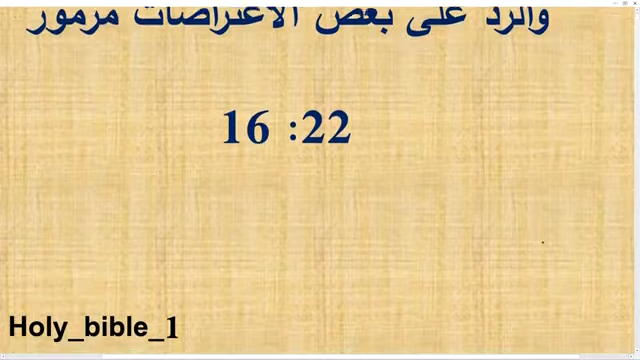 والرد على بعض الاعتراضات مزمور
16 :22
Holy_bible_1